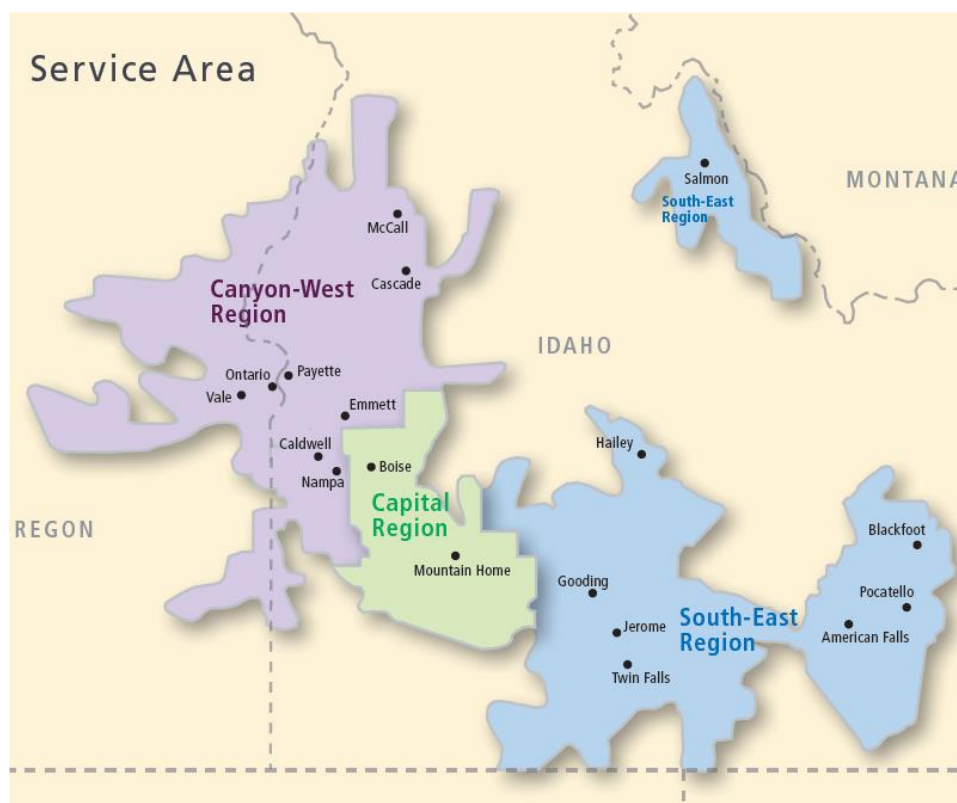 Service Area
MONTANA
Salmon
South-East
Region
McCall
Cascade
Canyon-West
Region
IDAHO
Ontario
Payette
Vale
Emmett
Caldwell
Nampa
Boise
Hailey
Capital
Region
REGON
Mountain Home
Blackfoot
Gooding
Pocatello
South-East
Region
Jerome
American Falls
Twin Falls